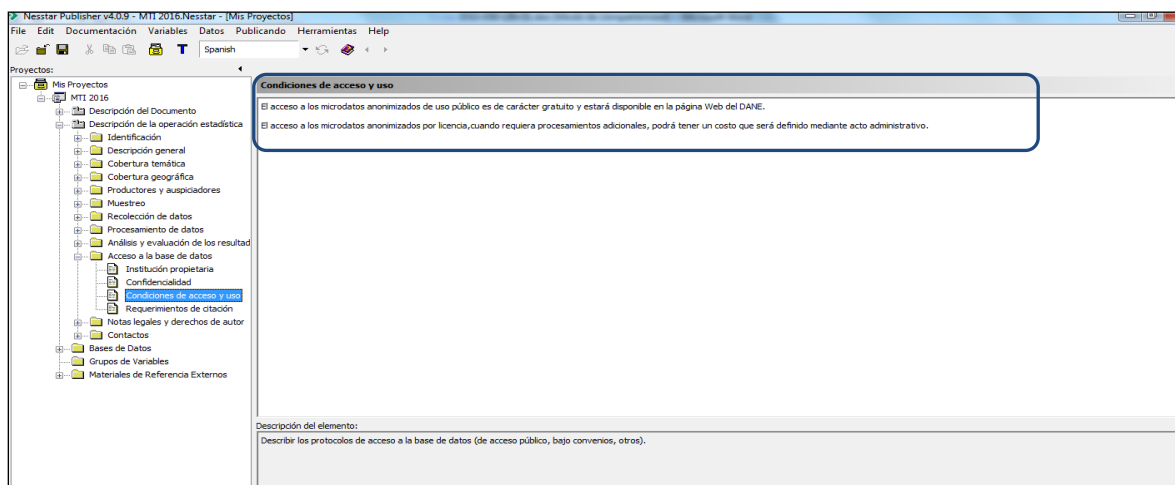 Nesstar Publisher v4.0.9 - MTI 2016.Nesstar - [Mis Proyectos]
File Edit Documentación Variables Datos Publicando Herramientas Help
Spanish
Proyectos:
Mis Proyectos
MTI 2016
Descripción del Documento
Descripción de la operación estadística
Identificación
Descripción general
Cobertura temática
Cobertura geográfica
Productores y auspiciadores
Muestreo
Recolección de datos
Procesamiento de datos
Análisis y evaluación de los resultad
Acceso a la base de datos
Institución propietaria
Confidencialidad
Condiciones de acceso y uso
Requerimientos de citación
Notas legales y derechos de autor
Contactos
Bases de Datos
Grupos de Variables
Materiales de Referencia Externos
Condiciones de acceso y uso
El acceso a los microdatos anonimizados de uso público es de carácter gratuito y estará disponible en la página Web del DANE.
El acceso a los microdatos anonimizados por licencia,cuando requiera procesamientos adicionales, podrá tener un costo que será definido mediante acto administrativo.
Descripción del elemento:
Describir los protocolos de acceso a la base de datos (de acceso público, bajo convenios, otros).